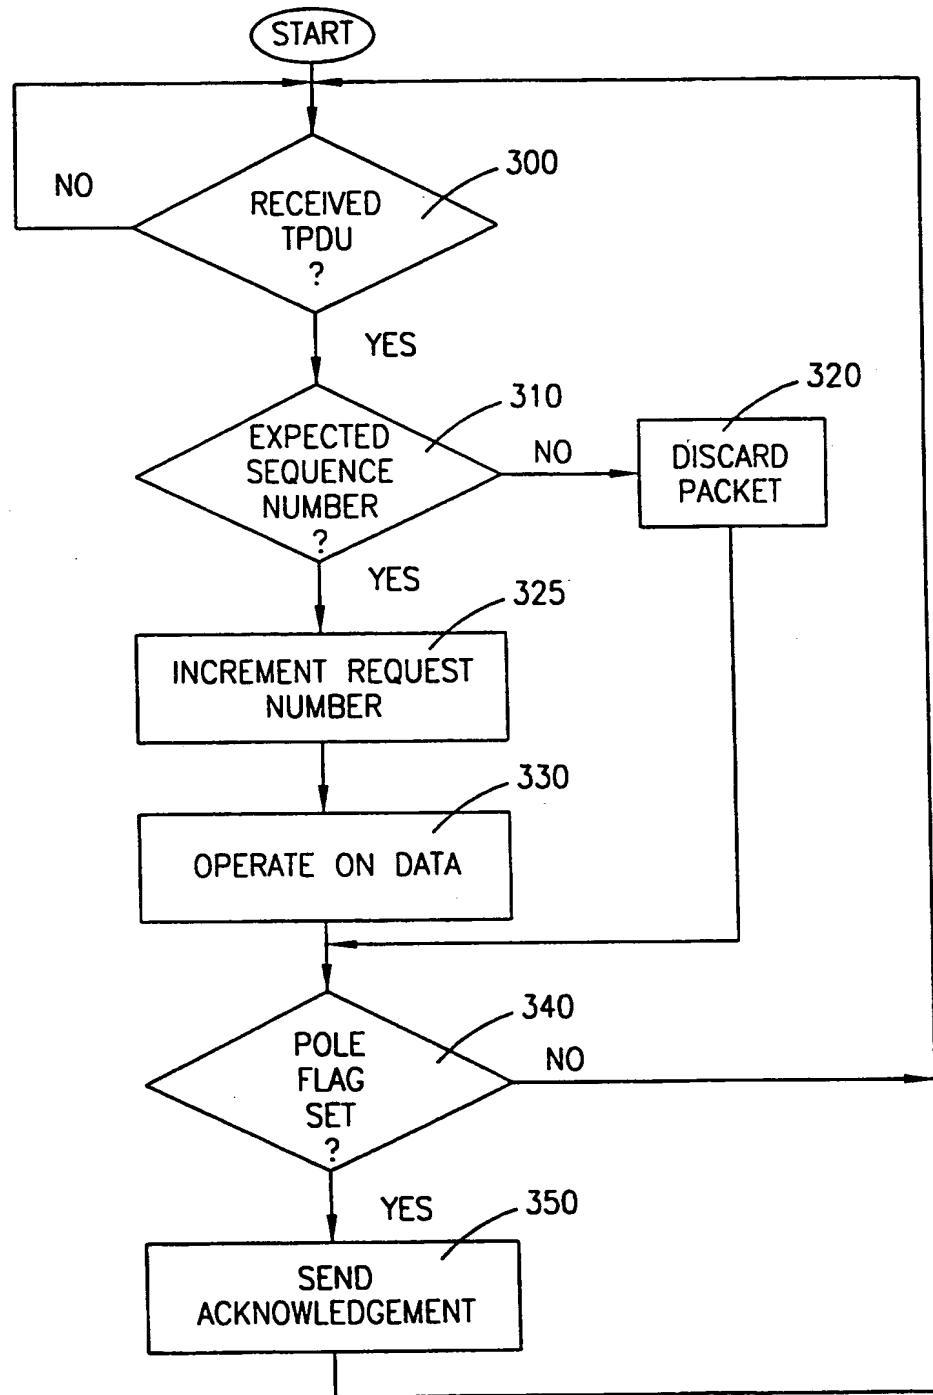 START
300
NO
RECEIVED
TPDU
?
YES
310
320
EXPECTED
SEQUENCE
NUMBER
?
NO
DISCARD
PACKET
YES
325
INCREMENT REQUEST
NUMBER
330
OPERATE ON DATA
340
POLE
FLAG
SET
?
NO
YES
350
SEND
ACKNOWLEDGEMENT